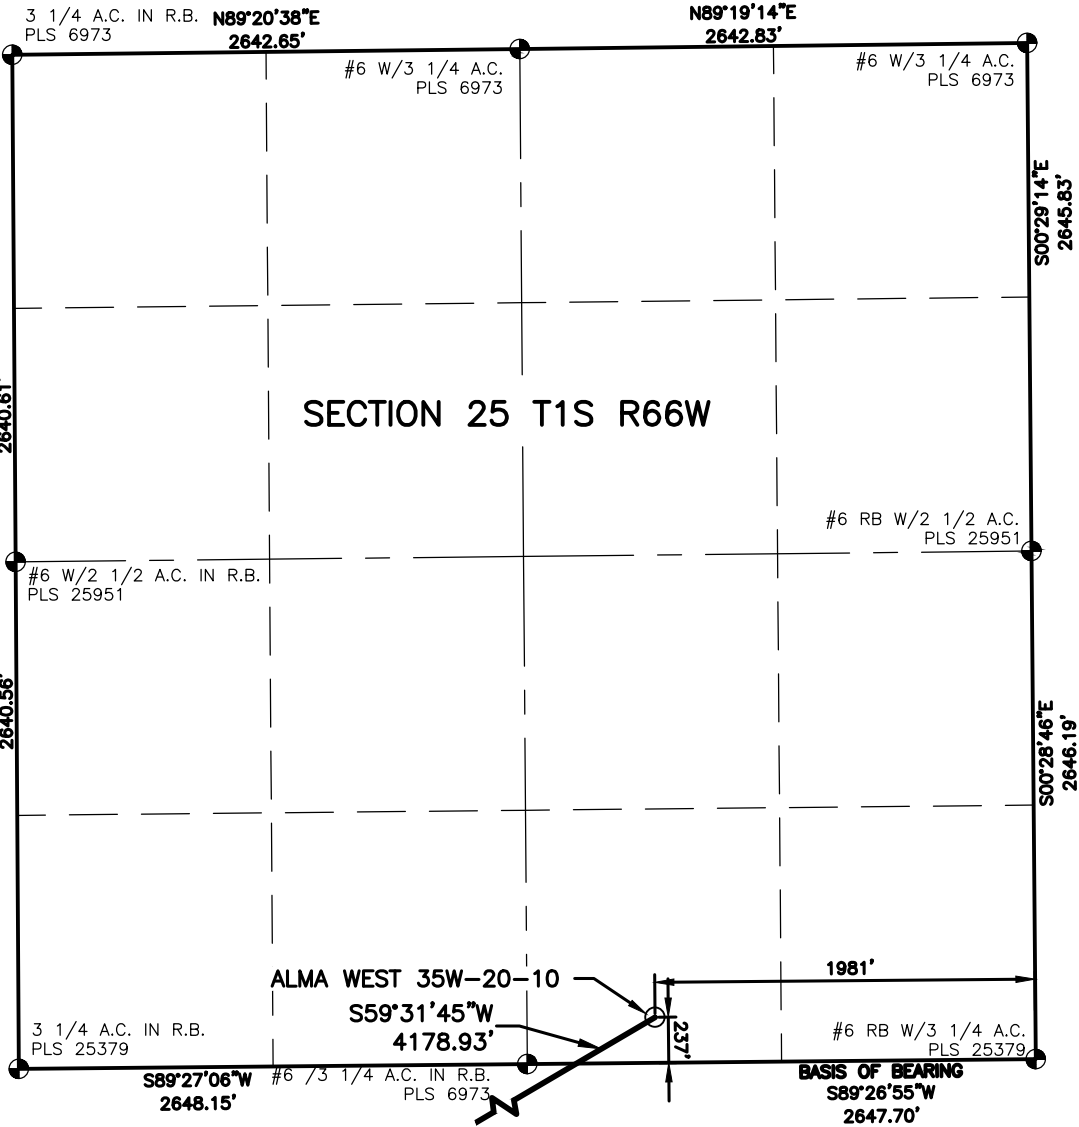 3 1/4 A.C. IN R.B.
PLS 6973
N89°20'38"E
2642.65'
N89°19'14"E
2642.83'
#6 W/3 1/4 A.C.
PLS 6973
#6 W/3 1/4 A.C.
PLS 6973
S00°29'14"E
2645.83'
2640.61'
SECTION 25 T1S R66W
#6 RB W/2 1/2 A.C.
PLS 25951
#6 W/2 1/2 A.C. IN R.B.
PLS 25951
2640.56'
S00°28'46"E
2646.19'
ALMA WEST 35W-20-10
1981'
S59°31'45"W
4178.93'
237'
3 1/4 A.C. IN R.B.
PLS 25379
#6 RB W/3 1/4 A.C.
PLS 25379
S89°27'06"W
2648.15'
#6 /3 1/4 A.C. IN R.B.
PLS 6973
BASIS OF BEARING
S89°26'55"W
2647.70'